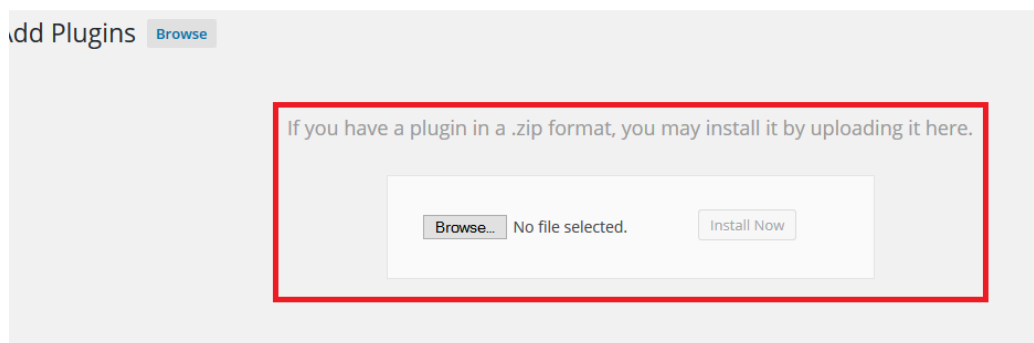 Add Plugins Browse
If you have a plugin in a .zip format, you may install it by uploading it here.
Browse... No file selected. Install Now